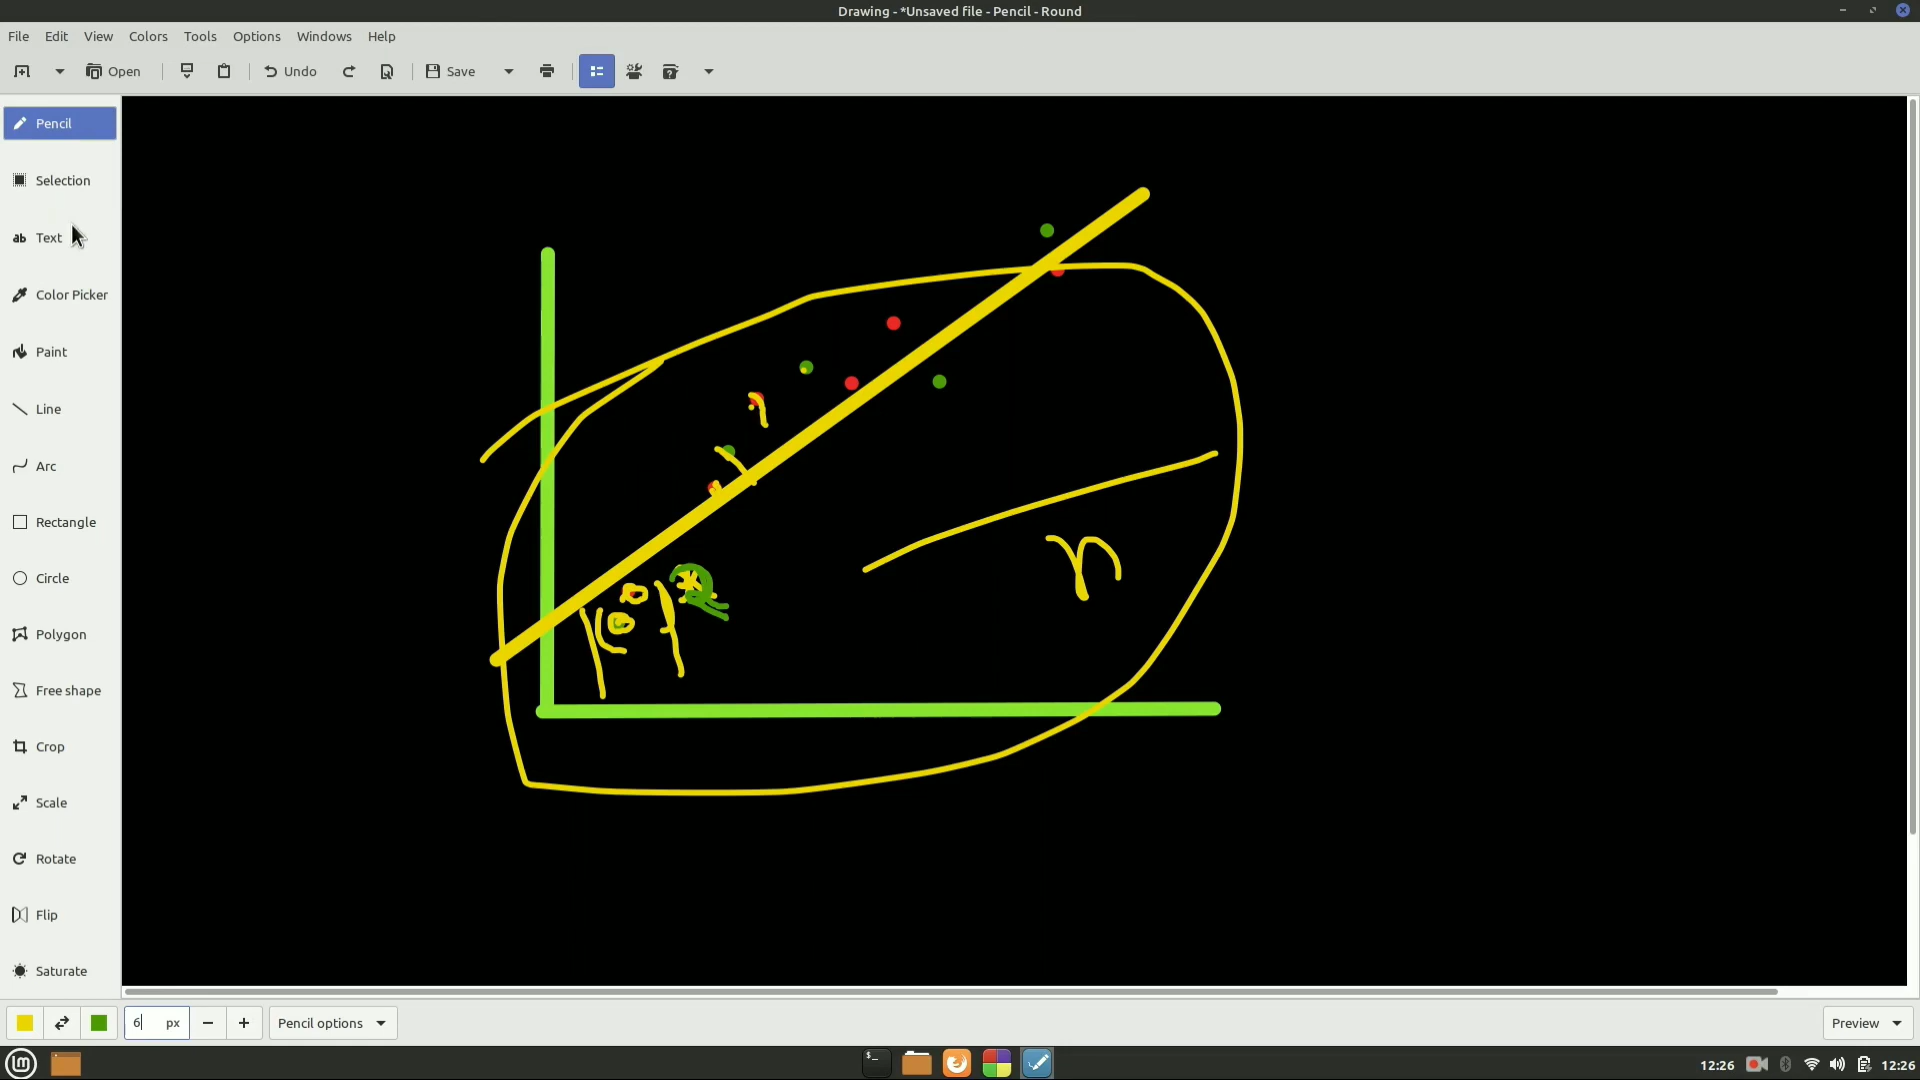 Drawing - *Unsaved file - Pencil - Round
File Edit View Colors Tools Options Windows Help
Open Undo Save
Pencil
Selection
ab Text
Color Picker
Paint
Line
Arc
Rectangle
Circle
Polygon
Free shape
Crop
Scale
Rotate
Flip
Saturate
n
6 px Pencil options Preview
$_ 12:26 12:26